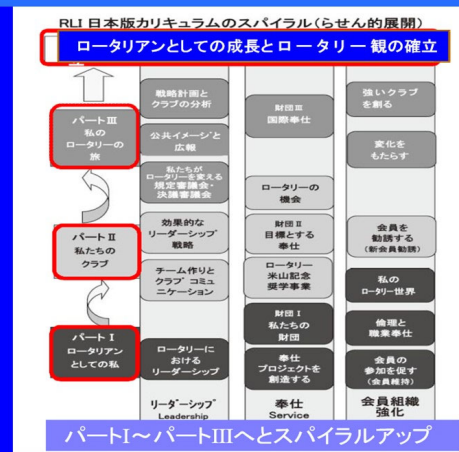 RLI 日本版カリキュラムのスパイラル(らせん的展開)
ロータリアンとしての成長とロータリー観の確立
パートⅢ
私の
ロータリーの
旅
パートⅡ
私たちの
クラブ
パートⅠ
ロータリアン
としての私
戦略計画と
クラブの分析
公共イメージと
広報
私たちが
ロータリーを変える
規定審議会・
決議審議会
効果的な
リーダーシップ
戦略
チーム作りと
クラブ コミュ
ニケーション
ロータリーに
おける
リーダーシップ
リーダーシップ
Leadership
財団Ⅲ
国際奉仕
ロータリーの
機会
財団Ⅱ
目標とする
奉仕
ロータリー
米山記念
奨学事業
財団Ⅰ
私たちの
財団
奉仕
プロジェクトを
創造する
奉仕
Service
強いクラブ
を創る
変化を
もたらす
会員を
勧誘する
(新会員勧誘)
私の
ロータリー世界
倫理と
職業奉仕
会員の
参加を促す
(会員維持)
会員組織
強化
パートI～パートIIIへとスパイラルアップ